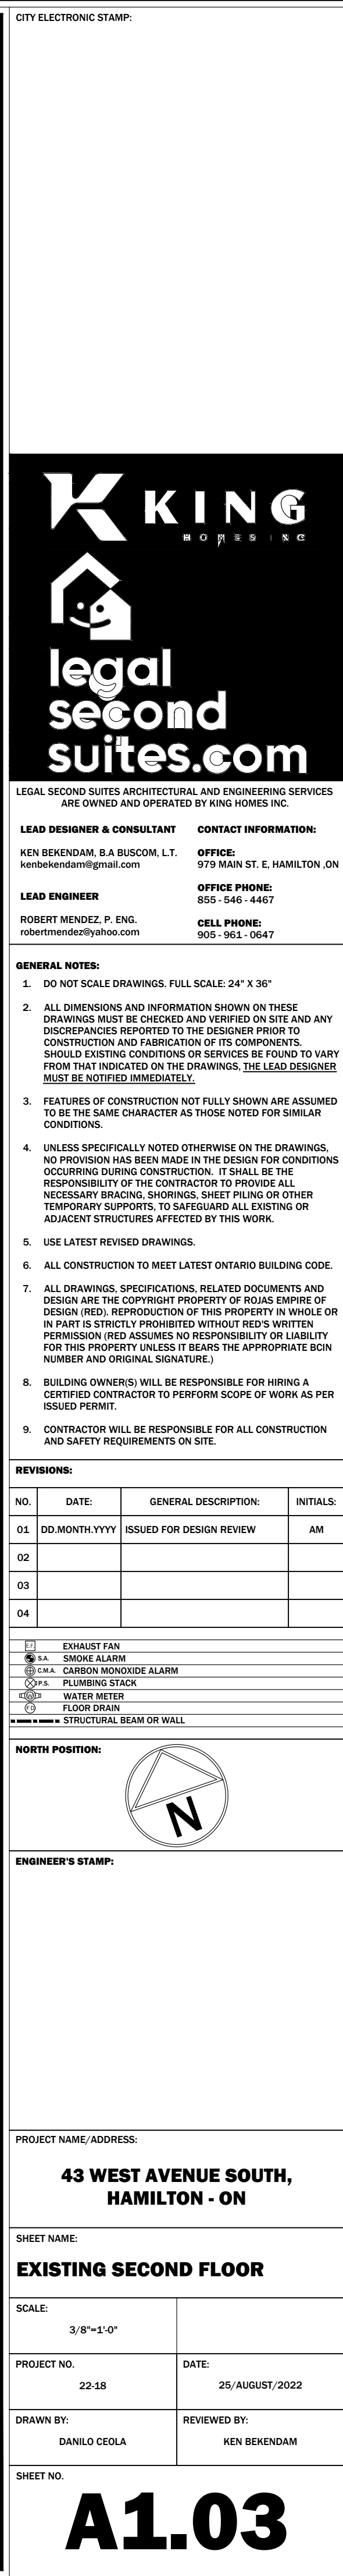 CITY ELECTRONIC STAMP:
KING
HOMES INC
legal
second
suites.com
LEGAL SECOND SUITES ARCHITECTURAL AND ENGINEERING SERVICES
ARE OWNED AND OPERATED BY KING HOMES INC.
LEAD DESIGNER & CONSULTANT
KEN BEKENDAM, B.A BUSCOM, L.T.
kenbekendam@gmail.com
LEAD ENGINEER
ROBERT MENDEZ, P. ENG.
robertmendez@yahoo.com
CONTACT INFORMATION:
OFFICE:
979 MAIN ST. E, HAMILTON ,ON
OFFICE PHONE:
855 - 546 - 4467
CELL PHONE:
905 - 961 - 0647
GENERAL NOTES:
1. DO NOT SCALE DRAWINGS. FULL SCALE: 24" X 36"
2. ALL DIMENSIONS AND INFORMATION SHOWN ON THESE
DRAWINGS MUST BE CHECKED AND VERIFIED ON SITE AND ANY
DISCREPANCIES REPORTED TO THE DESIGNER PRIOR TO
CONSTRUCTION AND FABRICATION OF ITS COMPONENTS.
SHOULD EXISTING CONDITIONS OR SERVICES BE FOUND TO VARY
FROM THAT INDICATED ON THE DRAWINGS, THE LEAD DESIGNER
MUST BE NOTIFIED IMMEDIATELY.
3. FEATURES OF CONSTRUCTION NOT FULLY SHOWN ARE ASSUMED
TO BE THE SAME CHARACTER AS THOSE NOTED FOR SIMILAR
CONDITIONS.
4. UNLESS SPECIFICALLY NOTED OTHERWISE ON THE DRAWINGS,
NO PROVISION HAS BEEN MADE IN THE DESIGN FOR CONDITIONS
OCCURRING DURING CONSTRUCTION. IT SHALL BE THE
RESPONSIBILITY OF THE CONTRACTOR TO PROVIDE ALL
NECESSARY BRACING, SHORINGS, SHEET PILING OR OTHER
TEMPORARY SUPPORTS, TO SAFEGUARD ALL EXISTING OR
ADJACENT STRUCTURES AFFECTED BY THIS WORK.
5. USE LATEST REVISED DRAWINGS.
6. ALL CONSTRUCTION TO MEET LATEST ONTARIO BUILDING CODE.
7. ALL DRAWINGS, SPECIFICATIONS, RELATED DOCUMENTS AND
DESIGN ARE THE COPYRIGHT PROPERTY OF ROJAS EMPIRE OF
DESIGN (RED). REPRODUCTION OF THIS PROPERTY IN WHOLE OR
IN PART IS STRICTLY PROHIBITED WITHOUT RED'S WRITTEN
PERMISSION (RED ASSUMES NO RESPONSIBILITY OR LIABILITY
FOR THIS PROPERTY UNLESS IT BEARS THE APPROPRIATE BCIN
NUMBER AND ORIGINAL SIGNATURE.)
8. BUILDING OWNER(S) WILL BE RESPONSIBLE FOR HIRING A
CERTIFIED CONTRACTOR TO PERFORM SCOPE OF WORK AS PER
ISSUED PERMIT.
9. CONTRACTOR WILL BE RESPONSIBLE FOR ALL CONSTRUCTION
AND SAFETY REQUIREMENTS ON SITE.
REVISIONS:
NO. DATE: GENERAL DESCRIPTION: INITIALS:
01 DD.MONTH.YYYY ISSUED FOR DESIGN REVIEW AM
02
03
04
E.F. EXHAUST FAN
S.A. SMOKE ALARM
C.M.A. CARBON MONOXIDE ALARM
P.S. PLUMBING STACK
W WATER METER
F.D FLOOR DRAIN
STRUCTURAL BEAM OR WALL
NORTH POSITION:
N
ENGINEER'S STAMP:
PROJECT NAME/ADDRESS:
43 WEST AVENUE SOUTH,
HAMILTON - ON
SHEET NAME:
EXISTING SECOND FLOOR
SCALE:
3/8"=1'-0"
PROJECT NO. DATE:
22-18 25/AUGUST/2022
DRAWN BY: REVIEWED BY:
DANILO CEOLA KEN BEKENDAM
SHEET NO.
A1.03